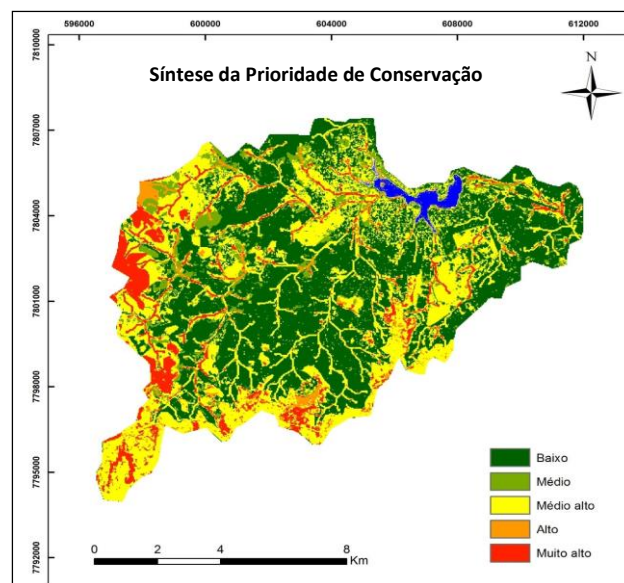 596000 600000 604000 608000 612000
7810000
Síntese da Prioridade de Conservação
N
7807000
7804000
7801000
7798000
7795000
7792000
Baixo
Médio
Médio alto
Alto
Muito alto
0 2 4 8
Km